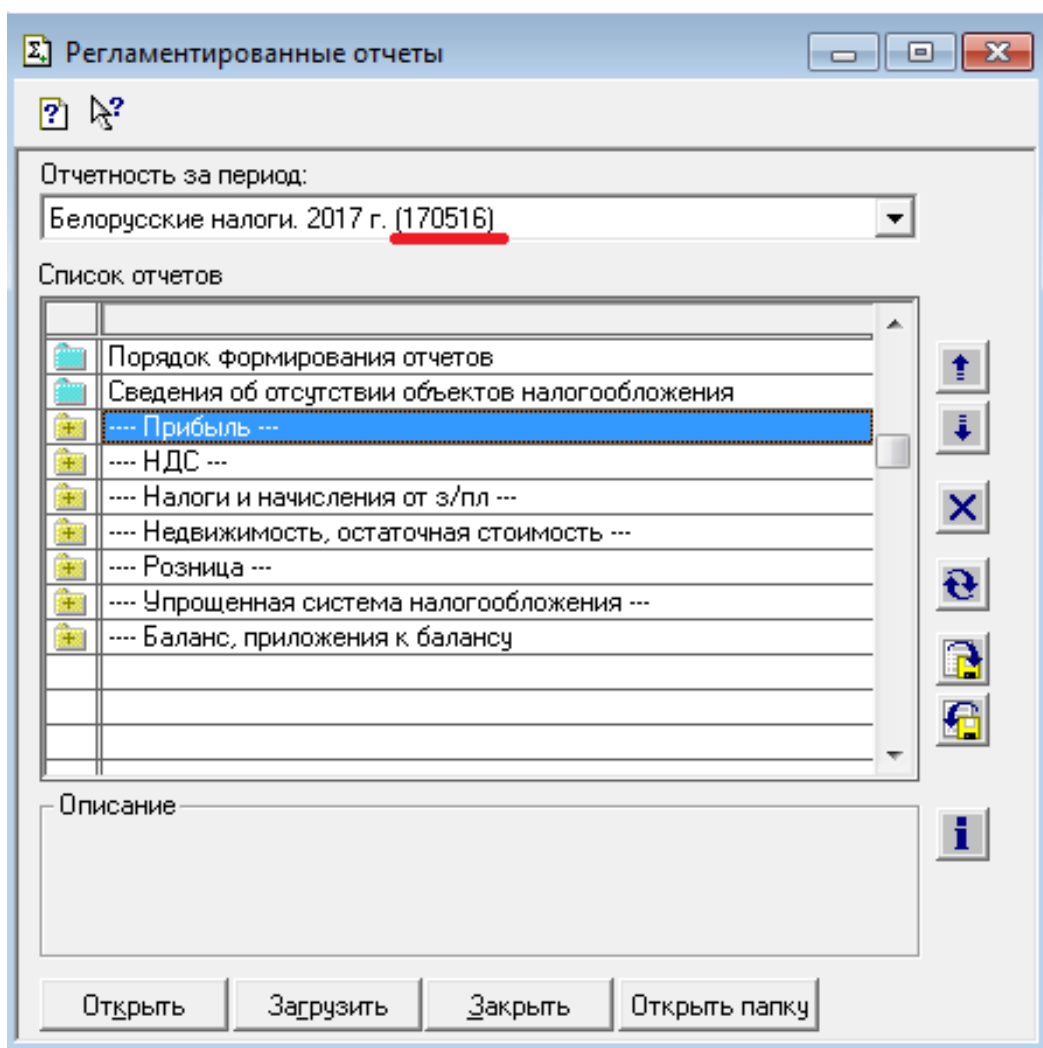 Регламентированные отчеты
Отчетность за период:
Белорусские налоги. 2017 г. (170516)
Список отчетов
Порядок формирования отчетов
Сведения об отсутствии объектов налогообложения
---- Прибыль ---
---- НДС ---
---- Налоги и начисления от з/пл ---
---- Недвижимость, остаточная стоимость ---
---- Розница ---
---- Упрощенная система налогообложения ---
---- Баланс, приложения к балансу
Описание
Открыть Загрузить Закрыть Открыть папку